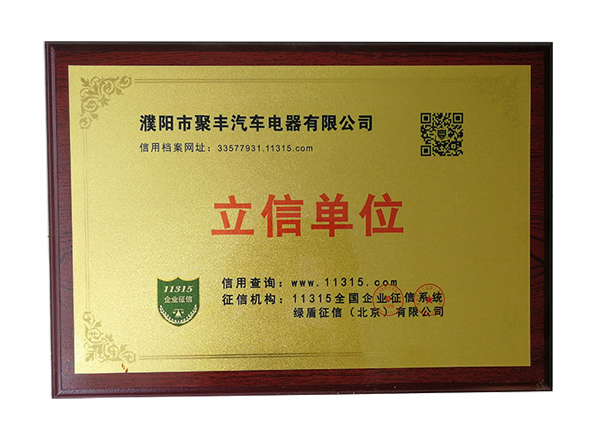 濮阳市聚丰汽车电器有限公司
信用档案网址：33577931.11315.com
立信单位
11315
企业征信
信用查询：www.11315.com
征信机构：11315全国企业征信系统
绿盾征信（北京）有限公司